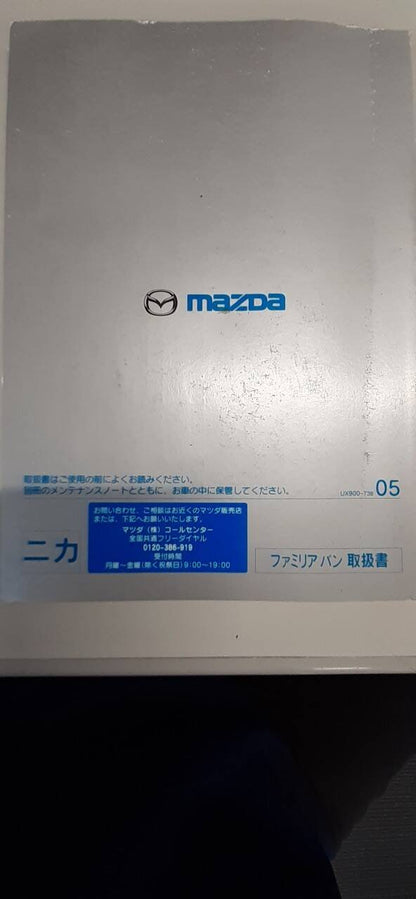 mazda
取扱書はご使用の前によくお読みください。
別冊のメンテナンスノートとともに、お車の中に保管してください。
UX900-738 05
お問い合わせ、ご相談はお近くのマツダ販売店
または、下記へお願いいたします。
マツダ（株）コールセンター
全国共通フリーダイヤル
0120-386-919
受付時間
月曜～金曜(除く祝祭日)9:00～19:00
ニカ
ファミリア バン 取扱書